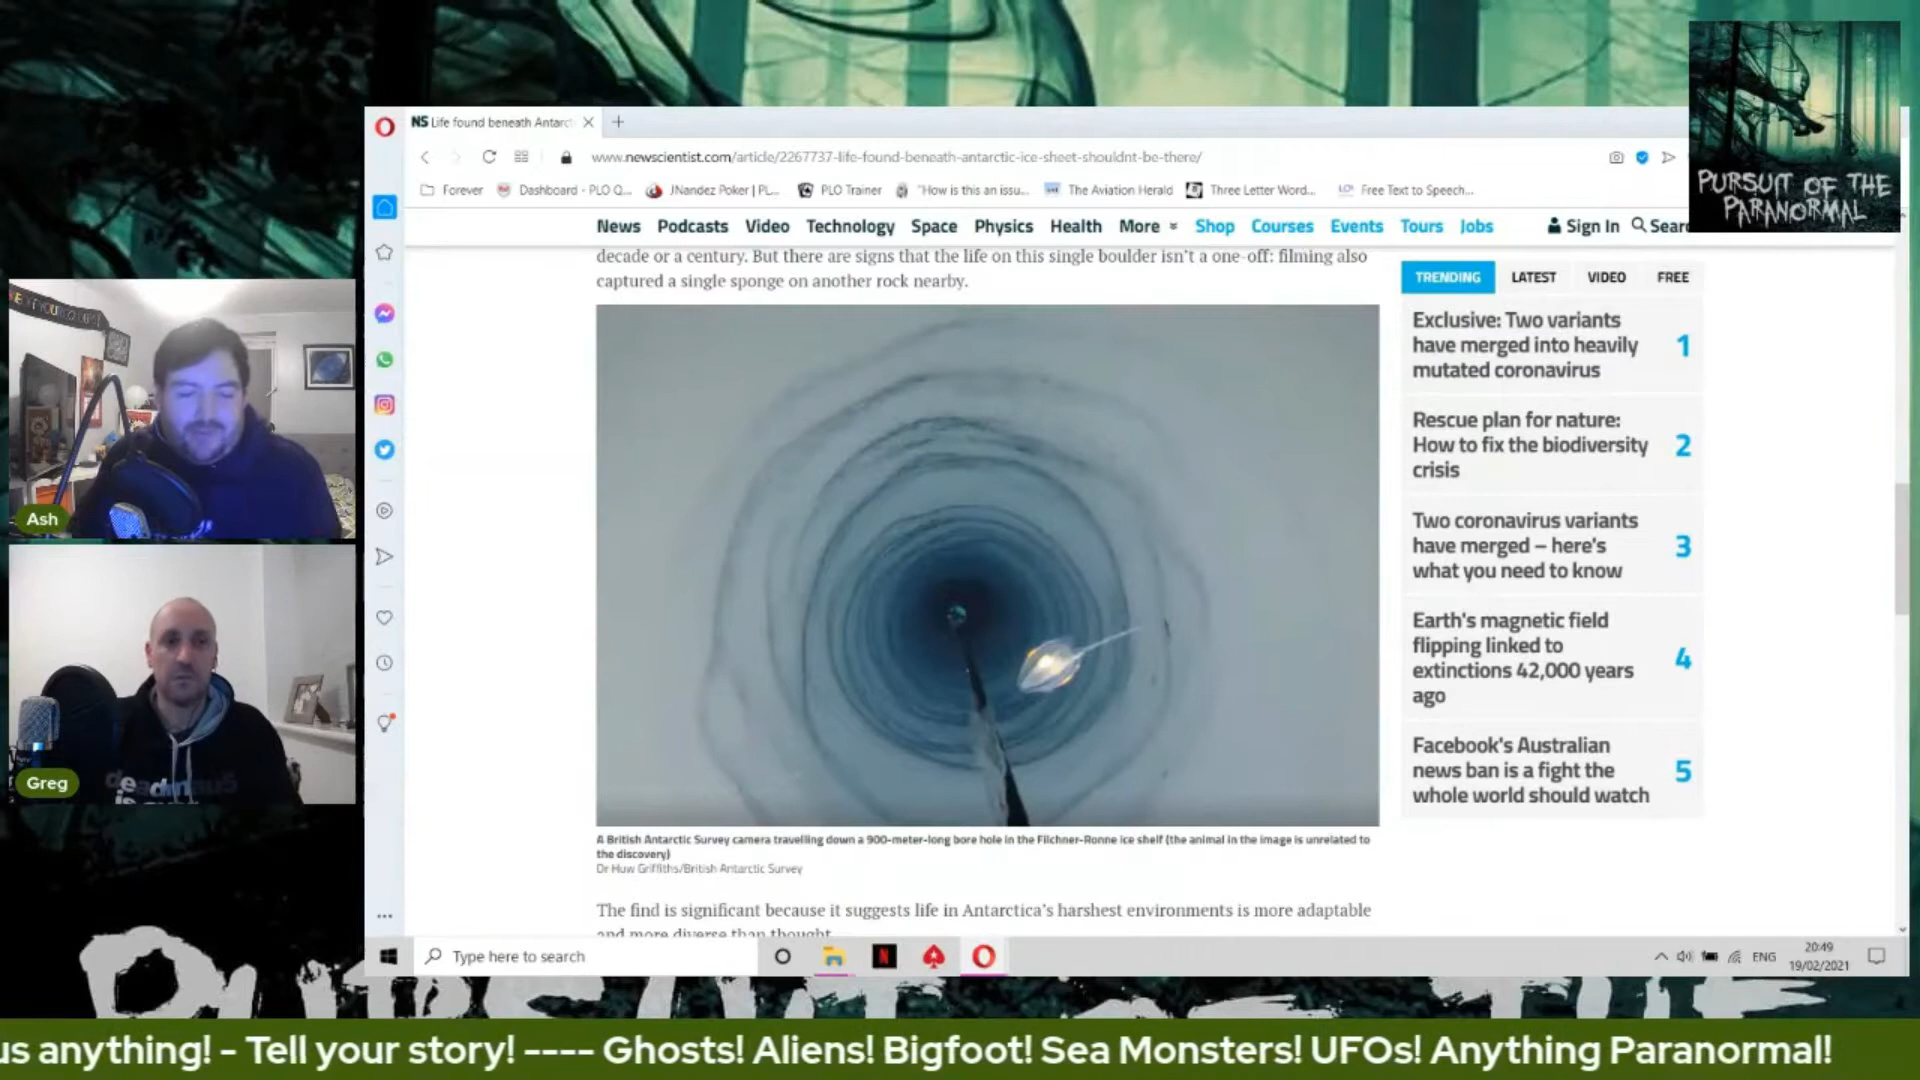 PURSUIT OF THE
PARANORMAL
NS Life found beneath Antarct
www.newscientist.com/article/2267737-life-found-beneath-antarctic-ice-sheet-shouldnt-be-there/
Forever
Dashboard - PLO Q...
JNandez Poker | PL...
PLO Trainer
"How is this an issu...
The Aviation Herald
Three Letter Word...
Free Text to Speech...
News Podcasts Video Technology Space Physics Health More Shop Courses Events Tours Jobs
Sign In Searc
decade or a century. But there are signs that the life on this single boulder isn't a one-off: filming also
captured a single sponge on another rock nearby.
TRENDING LATEST VIDEO FREE
Exclusive: Two variants
have merged into heavily
mutated coronavirus
1
Rescue plan for nature:
How to fix the biodiversity
crisis
2
Two coronavirus variants
have merged – here's
what you need to know
3
Earth's magnetic field
flipping linked to
extinctions 42,000 years
ago
4
Facebook's Australian
news ban is a fight the
whole world should watch
5
A British Antarctic Survey camera travelling down a 900-meter-long bore hole in the Filchner-Ronne ice shelf (the animal in the image is unrelated to
the discovery)
Dr Huw Griffiths/British Antarctic Survey
The find is significant because it suggests life in Antarctica's harshest environments is more adaptable
and more diverse than thought.
Ash
Greg
Type here to search
ENG
20:49
19/02/2021
us anything! - Tell your story! ---- Ghosts! Aliens! Bigfoot! Sea Monsters! UFOs! Anything Paranormal!